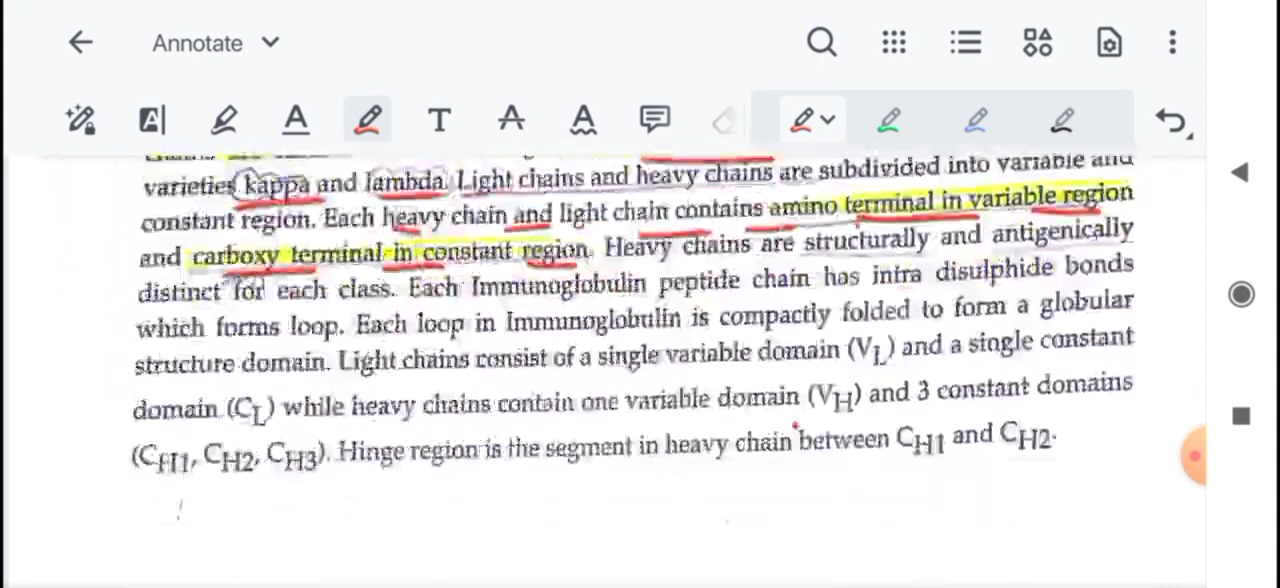 Annotate
varieties kappa and lambda. Light chains and heavy chains are subdivided into variable and
constant region. Each heavy chain and light chain contains amino terminal in variable region
and carboxy terminal in constant region. Heavy chains are structurally and antigenically
distinct for each class. Each Immunoglobulin peptide chain has intra disulphide bonds
which forms loop. Each loop in Immunoglobulin is compactly folded to form a globular
structure domain. Light chains consist of a single variable domain (VL) and a single constant
domain (CL) while heavy chains contain one variable domain (VH) and 3 constant domains
(CH1, CH2, CH3). Hinge region is the segment in heavy chain between CH1 and CH2.